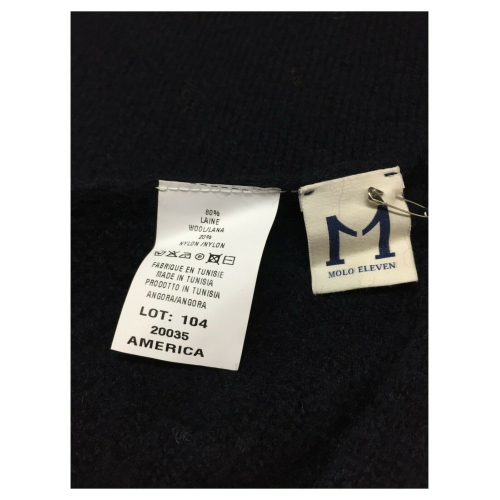 80%
LAINE
WOOL/LANA
20%
NYLON /NYLON
FABRIQUE EN TUNISIE
MADE IN TUNISIA
PRODOTTO IN TUNISIA
ANGORA/ANGORA
LOT: 104
20035
AMERICA
M
MOLO ELEVEN